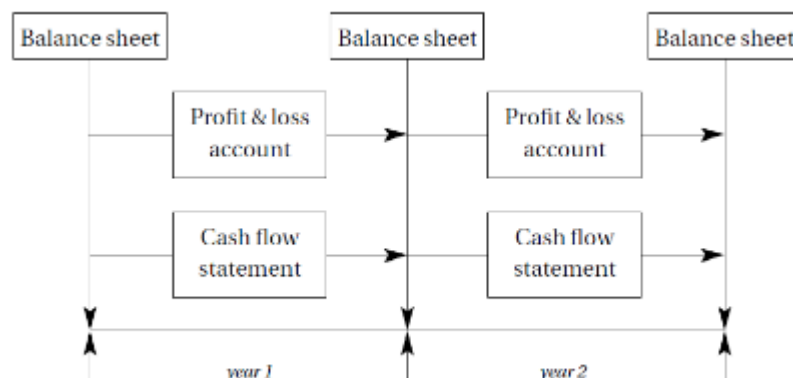 Balance sheet
Balance sheet
Balance sheet
Profit & loss
account
Profit & loss
account
Cash flow
statement
Cash flow
statement
year 1
year 2